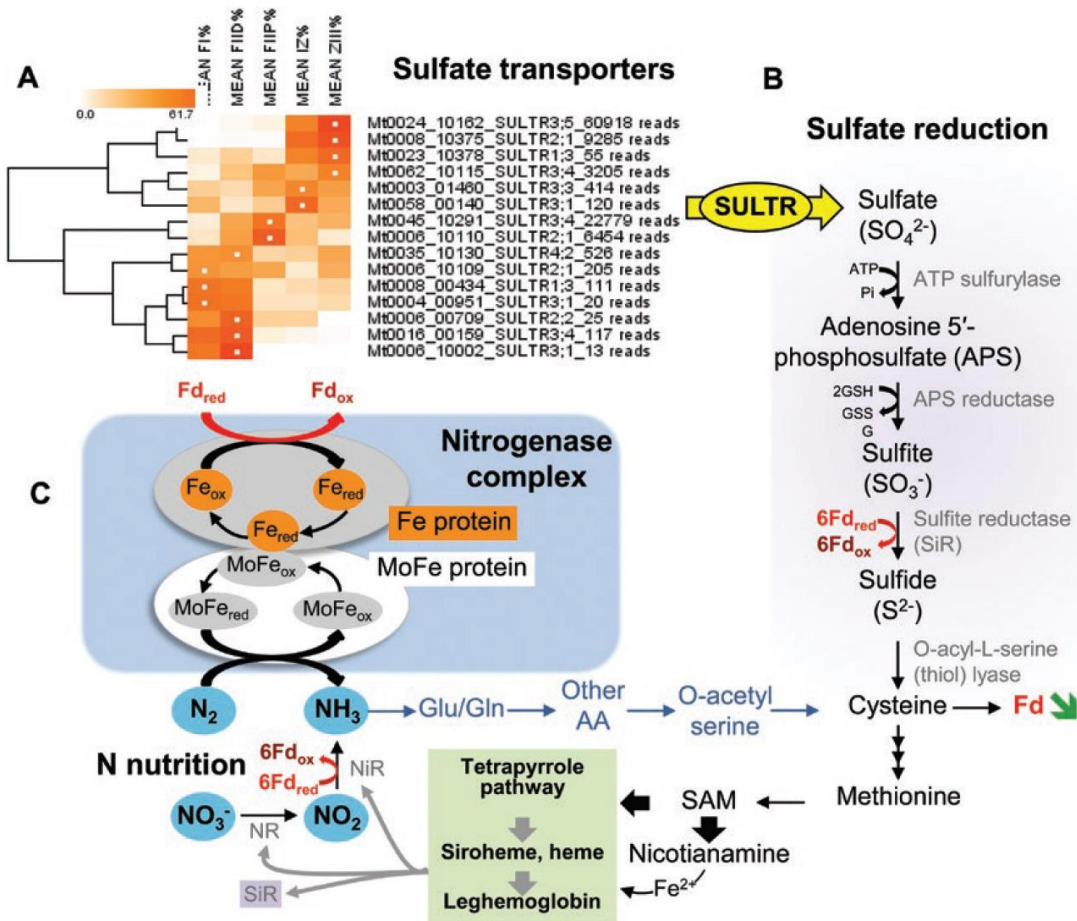 A
MEAN FI%
MEAN FIID%
MEAN FIIP%
MEAN IZ%
MEAN ZIII%
Sulfate transporters
0.0
61.7
Mt0024_10162_SULTR3;5_60918 reads
Mt0008_10375_SULTR2;1_9285 reads
Mt0023_10378_SULTR1;3_55 reads
Mt0062_10115_SULTR3;4_3205 reads
Mt0003_01460_SULTR3;3_414 reads
Mt0058_00140_SULTR3;1_120 reads
Mt0045_10291_SULTR3;4_22779 reads
Mt0006_10110_SULTR2;1_6454 reads
Mt0035_10130_SULTR4;2_526 reads
Mt0006_10109_SULTR2;1_205 reads
Mt0008_00434_SULTR1;3_111 reads
Mt0004_00951_SULTR3;1_20 reads
Mt0006_00709_SULTR2;2_25 reads
Mt0016_00159_SULTR3;4_117 reads
Mt0006_10002_SULTR3;1_13 reads
B
Sulfate reduction
SULTR
Sulfate
(SO₄²⁻)
ATP
Pi
ATP sulfurylase
Adenosine 5′-
phosphosulfate (APS)
2GSH
GSS
G
APS reductase
Sulfite
(SO₃⁻)
6Fdred
6Fdox
Sulfite reductase
(SiR)
Sulfide
(S²⁻)
O-acyl-L-serine
(thiol) lyase
Cysteine
Fd
Methionine
SAM
Nicotianamine
Fe²⁺
C
Fdred
Fdox
Nitrogenase
complex
Feox
Fered
Fered
Fe protein
MoFe protein
MoFeox
MoFered
MoFeox
N₂
NH₃
Glu/Gln
Other
AA
O-acetyl
serine
N nutrition
6Fdox
6Fdred
NiR
NO₃⁻
NO₂
NR
SiR
Tetrapyrrole
pathway
Siroheme, heme
Leghemoglobin